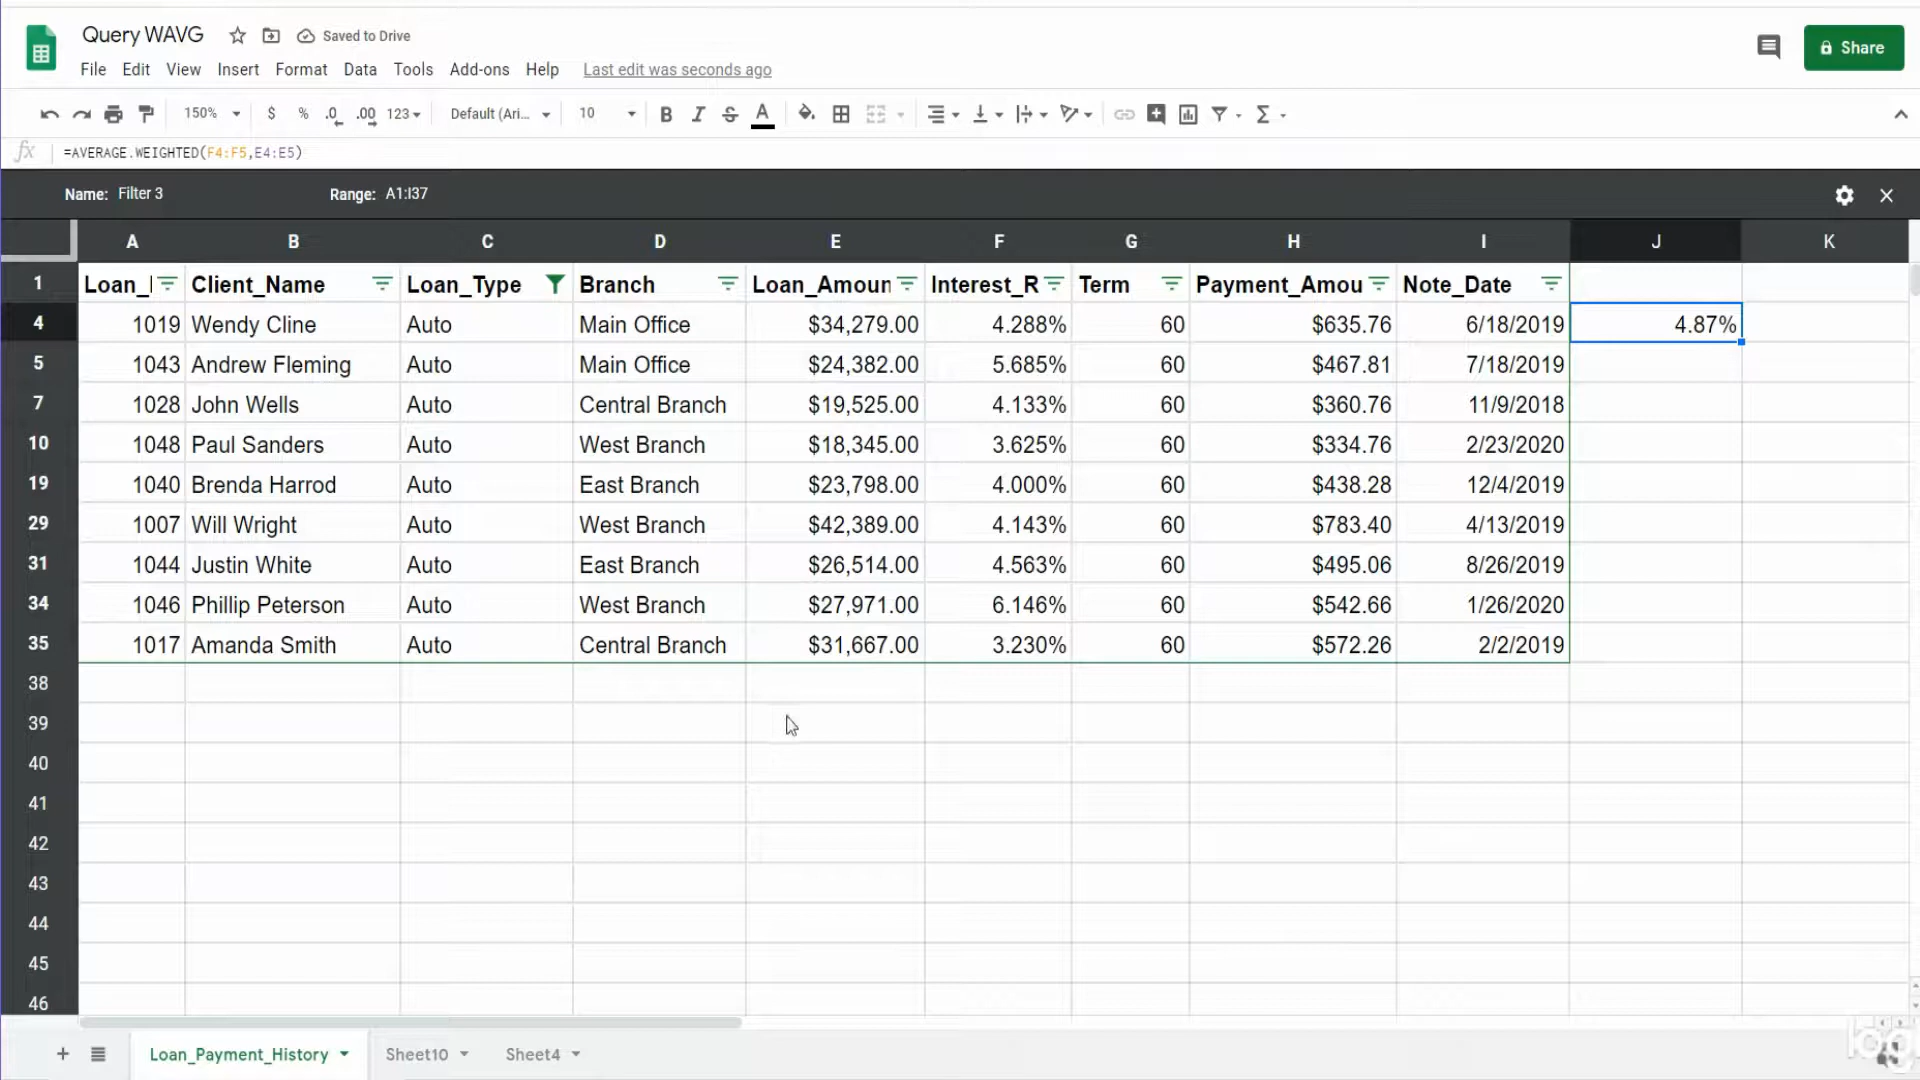 Query WAVG Saved to Drive
Share
File Edit View Insert Format Data Tools Add-ons Help Last edit was seconds ago
150% $ % .0 .00 123 Default (Ari... 10 B I S A Σ
fx =AVERAGE.WEIGHTED(F4:F5,E4:E5)
Name: Filter 3 Range: A1:I37
A B C D E F G H I J K
1 Loan_I Client_Name Loan_Type Branch Loan_Amoun Interest_R Term Payment_Amou Note_Date
4 1019 Wendy Cline Auto Main Office $34,279.00 4.288% 60 $635.76 6/18/2019 4.87%
5 1043 Andrew Fleming Auto Main Office $24,382.00 5.685% 60 $467.81 7/18/2019
7 1028 John Wells Auto Central Branch $19,525.00 4.133% 60 $360.76 11/9/2018
10 1048 Paul Sanders Auto West Branch $18,345.00 3.625% 60 $334.76 2/23/2020
19 1040 Brenda Harrod Auto East Branch $23,798.00 4.000% 60 $438.28 12/4/2019
29 1007 Will Wright Auto West Branch $42,389.00 4.143% 60 $783.40 4/13/2019
31 1044 Justin White Auto East Branch $26,514.00 4.563% 60 $495.06 8/26/2019
34 1046 Phillip Peterson Auto West Branch $27,971.00 6.146% 60 $542.66 1/26/2020
35 1017 Amanda Smith Auto Central Branch $31,667.00 3.230% 60 $572.26 2/2/2019
38
39
40
41
42
43
44
45
46
+ Loan_Payment_History Sheet10 Sheet4